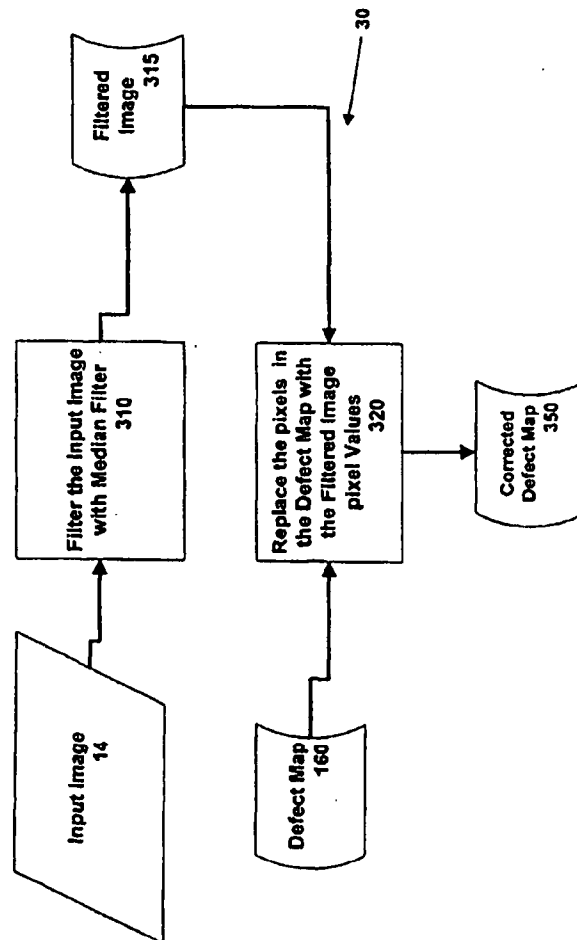 Input Image
14
Filter the Input Image
with Median Filter
310
Filtered
Image
315
Defect Map
160
Replace the pixels in
the Defect Map with
the Filtered Image
pixel Values
320
30
Corrected
Defect Map
350